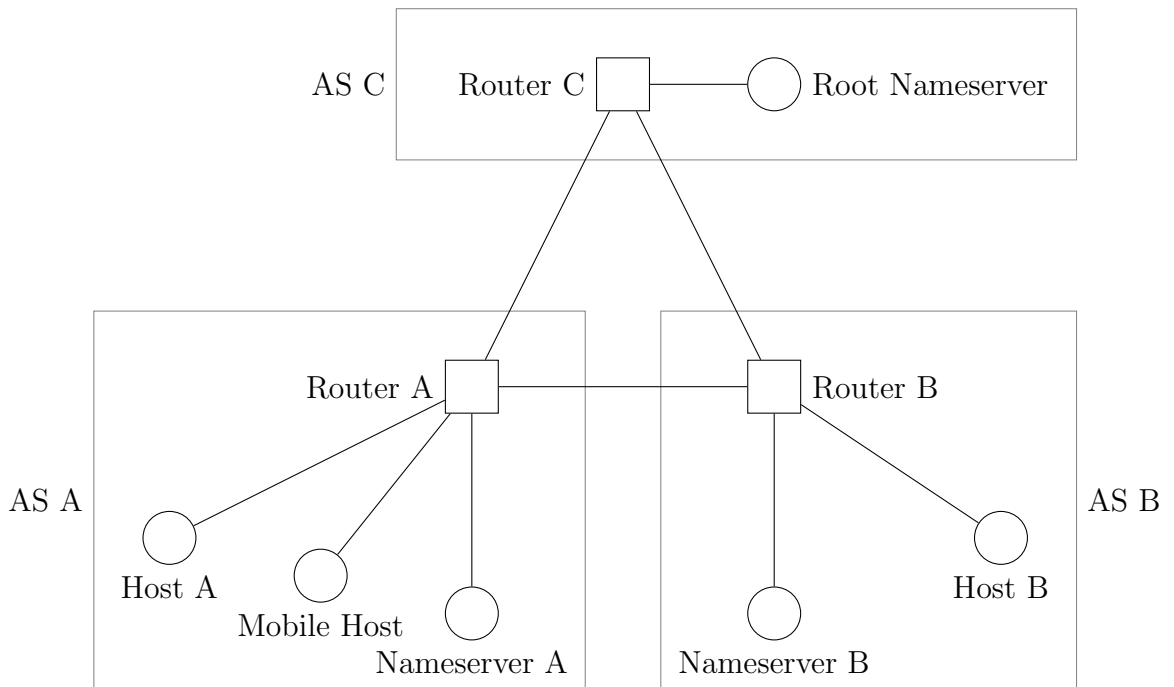 AS C
Router C
Root Nameserver
Router A
Router B
AS A
AS B
Host A
Host B
Mobile Host
Nameserver A
Nameserver B